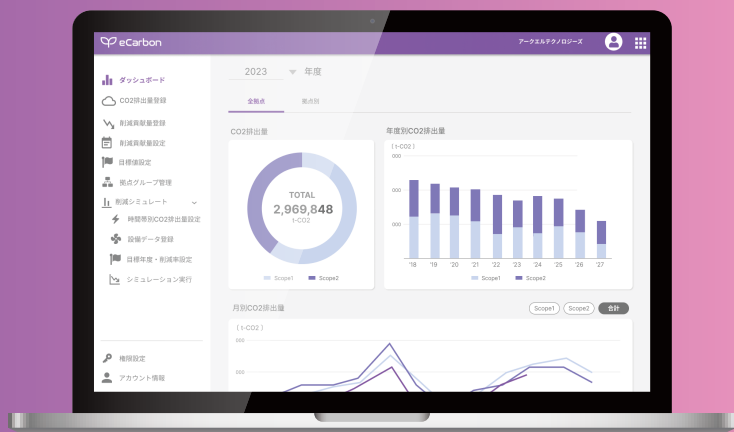 eCarbon
アークエルテクノロジーズ
ダッシュボード
CO2排出量登録
削減貢献量登録
削減貢献量設定
目標値設定
拠点グループ管理
削減シミュレート
時間帯別CO2排出量設定
設備データ登録
目標年度・削減率設定
シミュレーション実行
権限設定
アカウント情報
2023 年度
全拠点 拠点別
CO2排出量
TOTAL
2,969,848
t-CO2
Scope1 Scope2
年度別CO2排出量
( t-CO2 )
000
000
000
'18 '19 '20 '21 '22 '23 '24 '25 '26 '27
Scope1 Scope2
月別CO2排出量
Scope1 Scope2 合計
( t-CO2 )
000
000